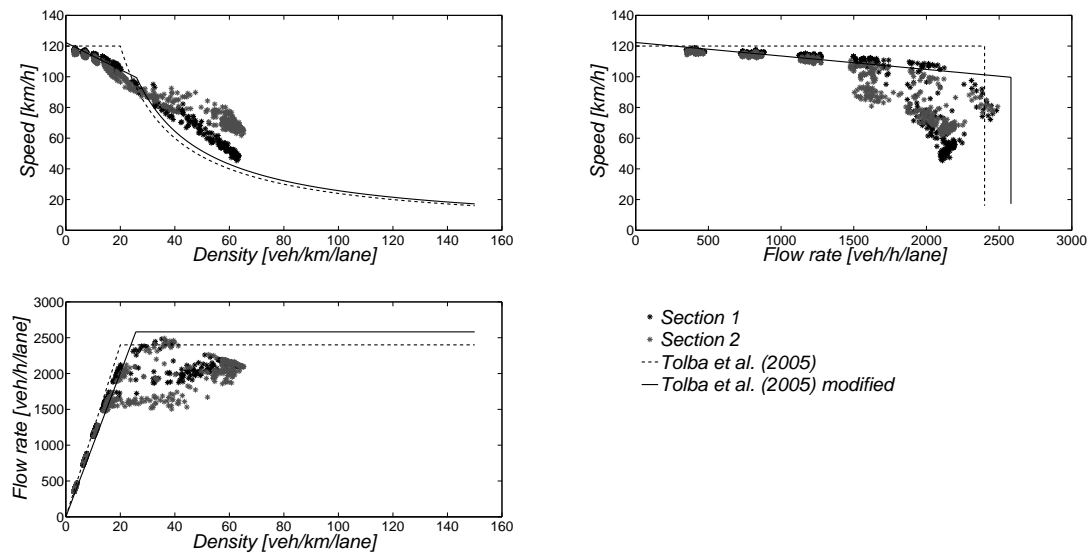 140
120
100
80
60
40
20
0
Speed [km/h]
0 20 40 60 80 100 120 140 160
Density [veh/km/lane]
140
120
100
80
60
40
20
0
Speed [km/h]
0 500 1000 1500 2000 2500 3000
Flow rate [veh/h/lane]
3000
2500
2000
1500
1000
500
0
Flow rate [veh/h/lane]
0 20 40 60 80 100 120 140 160
Density [veh/km/lane]
Section 1
Section 2
Tolba et al. (2005)
Tolba et al. (2005) modified